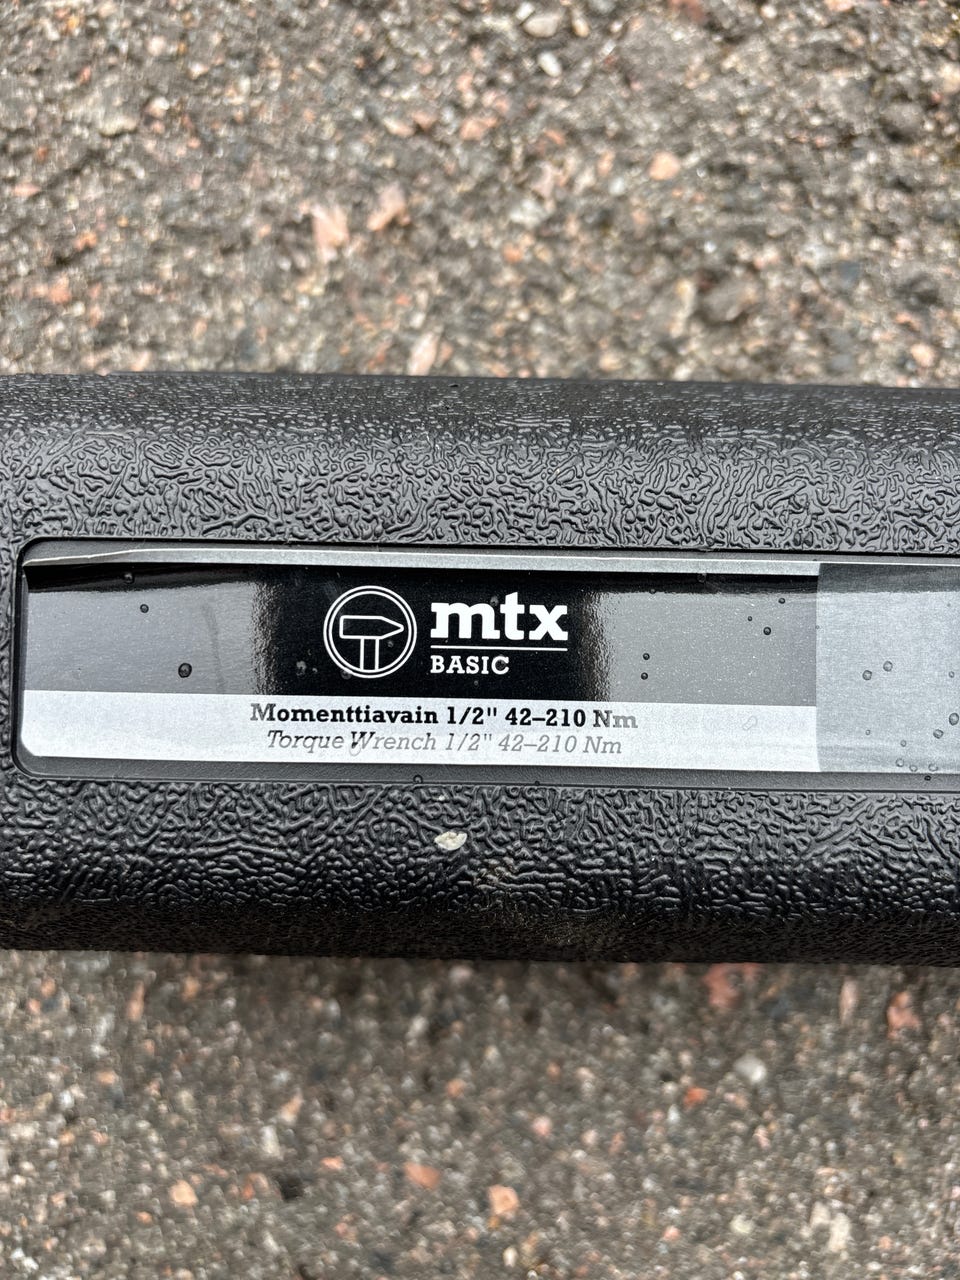 mtx
BASIC
Momenttiavain 1/2" 42–210 Nm
Torque Wrench 1/2" 42–210 Nm